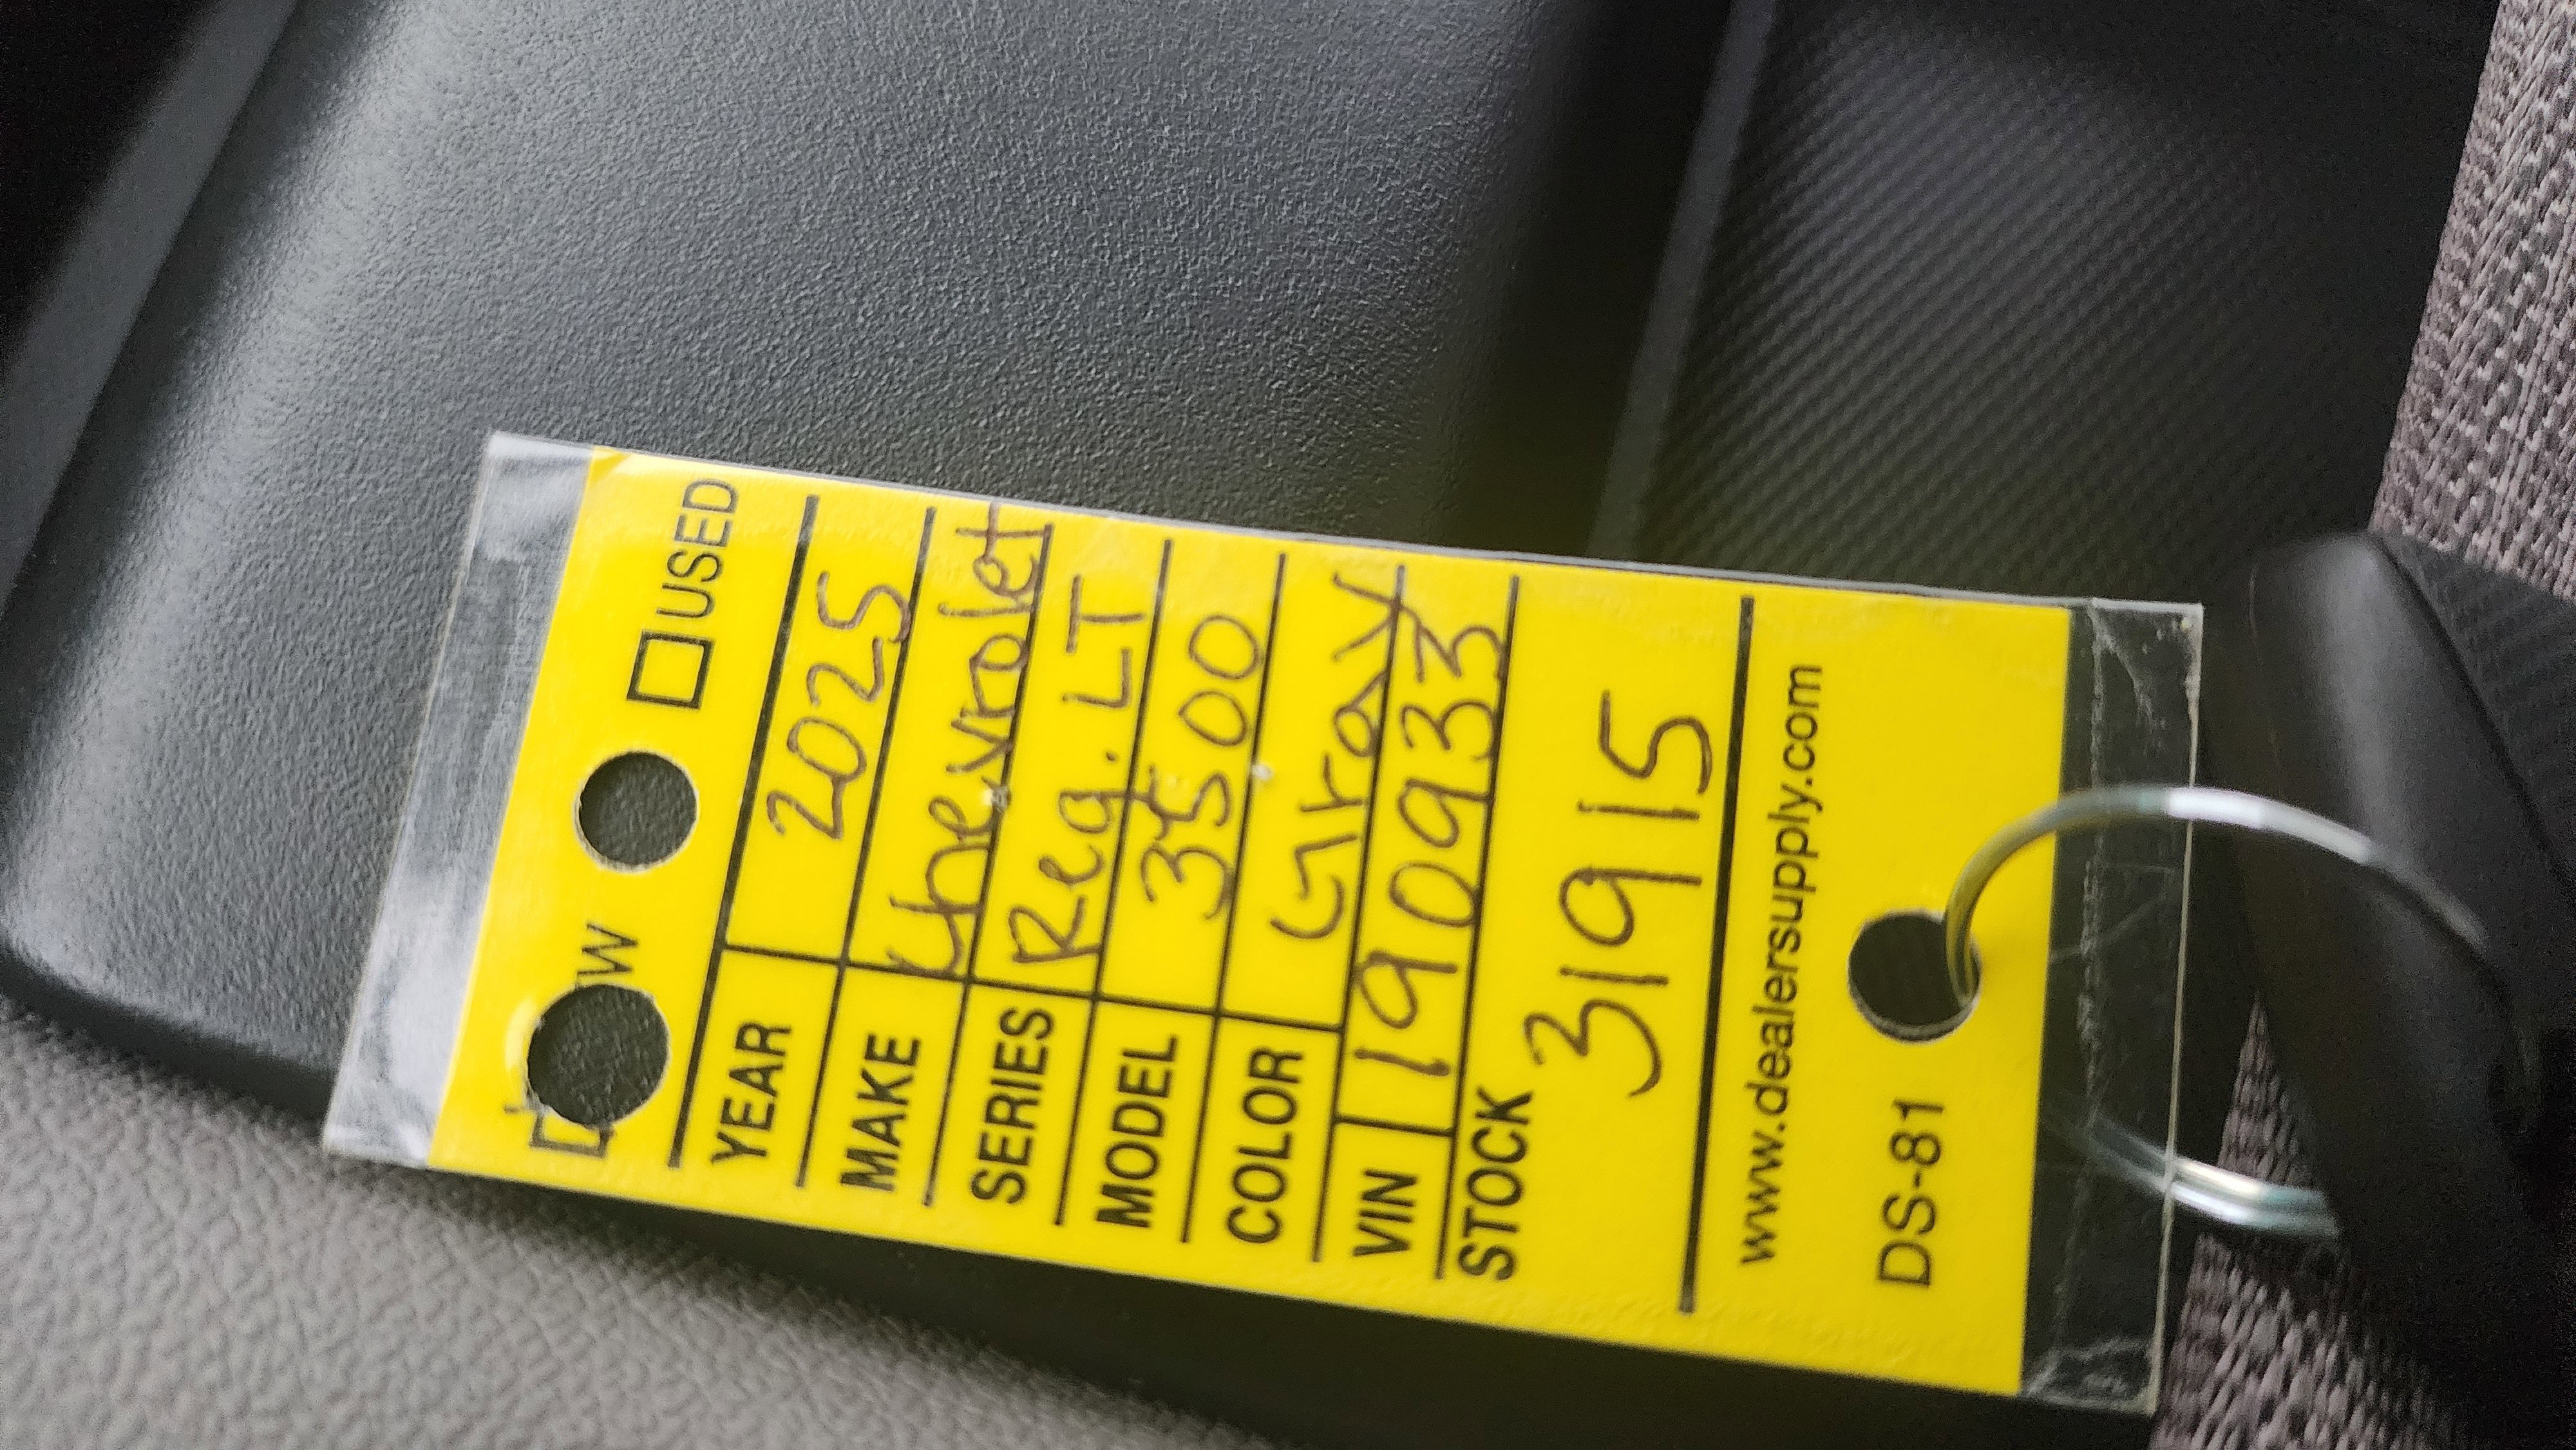 W USED
YEAR 2025
MAKE Chevrolet
SERIES Reg. LT
MODEL 3500
COLOR Gray
VIN 190933
STOCK 31915
www.dealersupply.com
DS-81